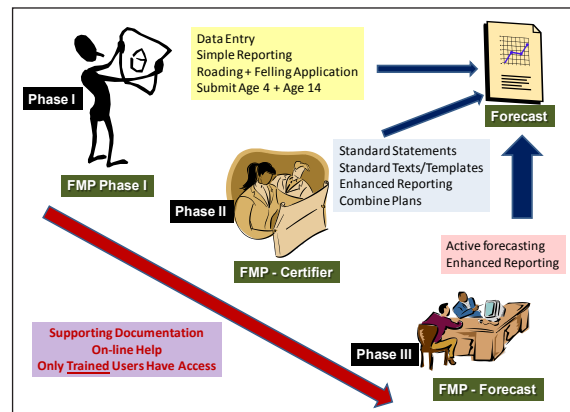 Data Entry
Simple Reporting
Roading + Felling Application
Submit Age 4 + Age 14
Phase I
Forecast
FMP Phase I
Standard Statements
Standard Texts/Templates
Enhanced Reporting
Combine Plans
Phase II
FMP - Certifier
Active forecasting
Enhanced Reporting
Supporting Documentation
On-line Help
Only Trained Users Have Access
Phase III
FMP - Forecast